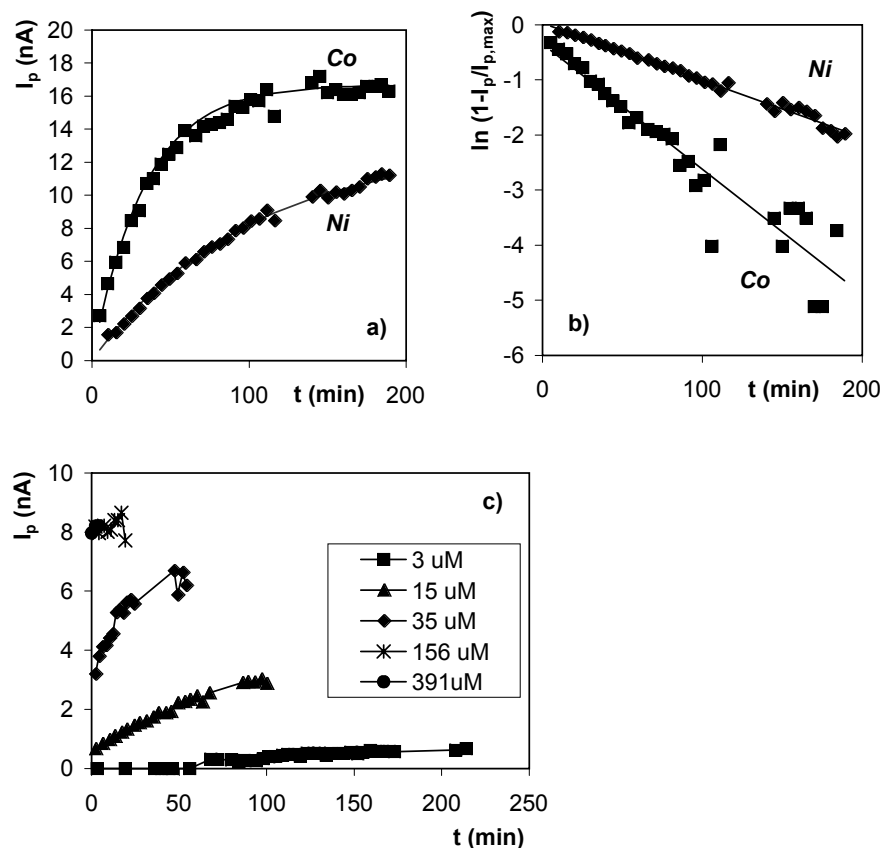 I_p (nA)
20
18
16
14
12
10
8
6
4
2
0
Co
Ni
a)
0
100
200
t (min)
ln (1-I_p/I_p,max)
0
-1
-2
-3
-4
-5
-6
Ni
Co
b)
0
100
200
t (min)
I_p (nA)
10
8
6
4
2
0
c)
3 uM
15 uM
35 uM
156 uM
391uM
0
50
100
150
200
250
t (min)